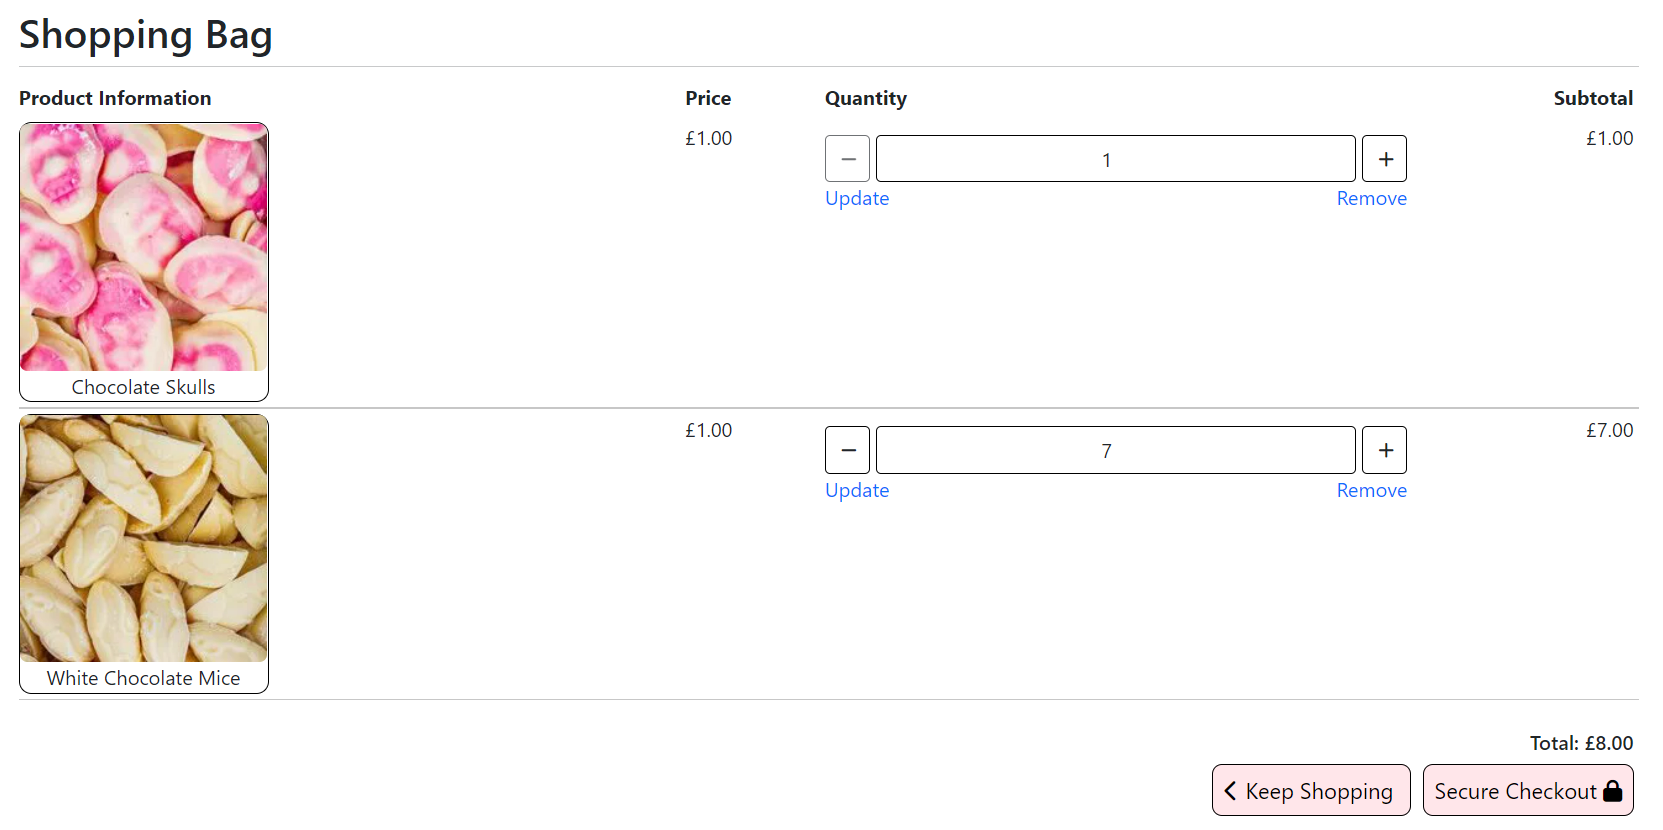 Shopping Bag
Product Information Price Quantity Subtotal
£1.00 1 £1.00
Update Remove
Chocolate Skulls
£1.00 7 £7.00
Update Remove
White Chocolate Mice
Total: £8.00
Keep Shopping Secure Checkout